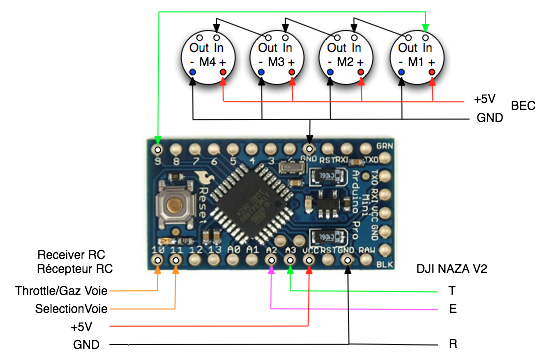 Out In Out In Out In Out In
- M4 + - M3 + - M2 + - M1 +
+5V
BEC
GND
9 8 7 6 5 4 3 GND RST RXI TXO GRN
Reset
Arduino Pro
Mini
TXO RXI VCC GND
10 11 12 13 A0 A1 A2 A3 VCC RST GND RAW
BLK
Receiver RC
Récepteur RC
DJI NAZA V2
Throttle/Gaz Voie
T
SelectionVoie
E
+5V
GND
R